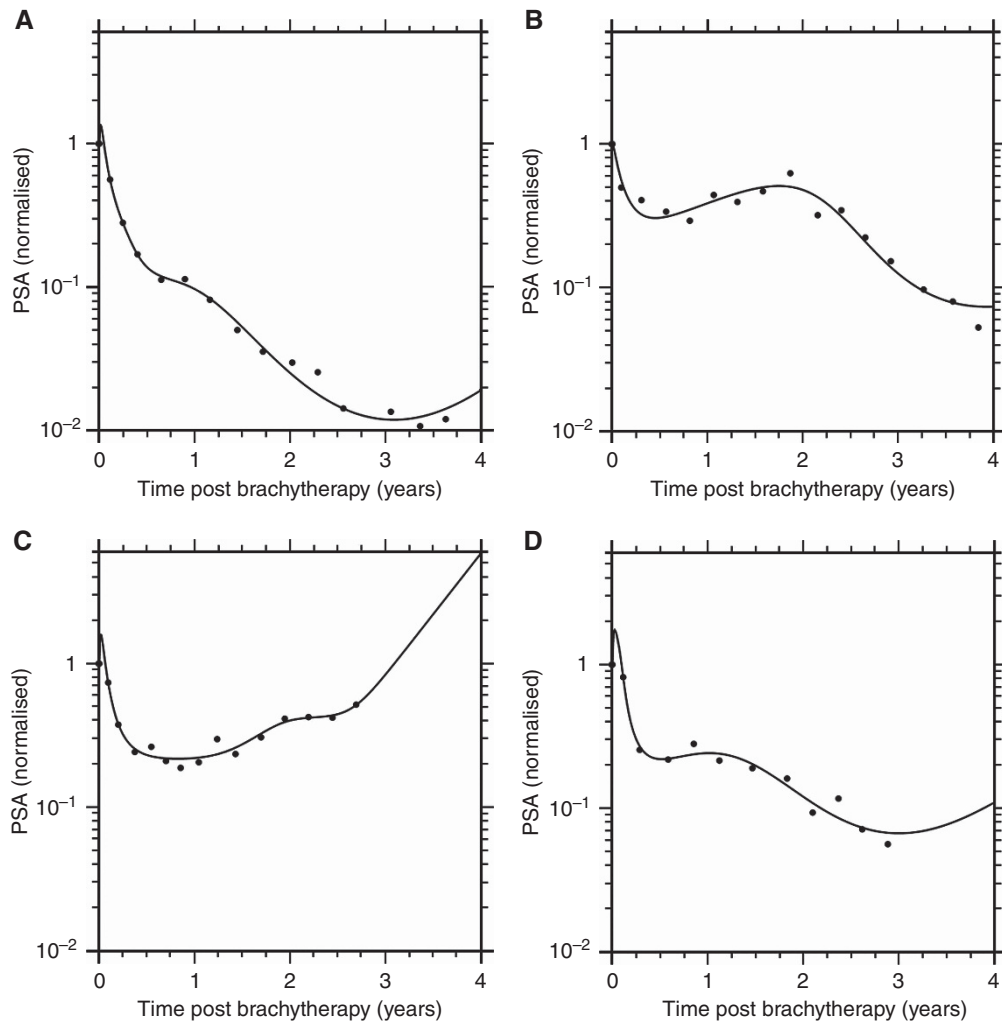 A
PSA (normalised)
1
10⁻¹
10⁻²
0 1 2 3 4
Time post brachytherapy (years)
B
PSA (normalised)
1
10⁻¹
10⁻²
0 1 2 3 4
Time post brachytherapy (years)
C
PSA (normalised)
1
10⁻¹
10⁻²
0 1 2 3 4
Time post brachytherapy (years)
D
PSA (normalised)
1
10⁻¹
10⁻²
0 1 2 3 4
Time post brachytherapy (years)